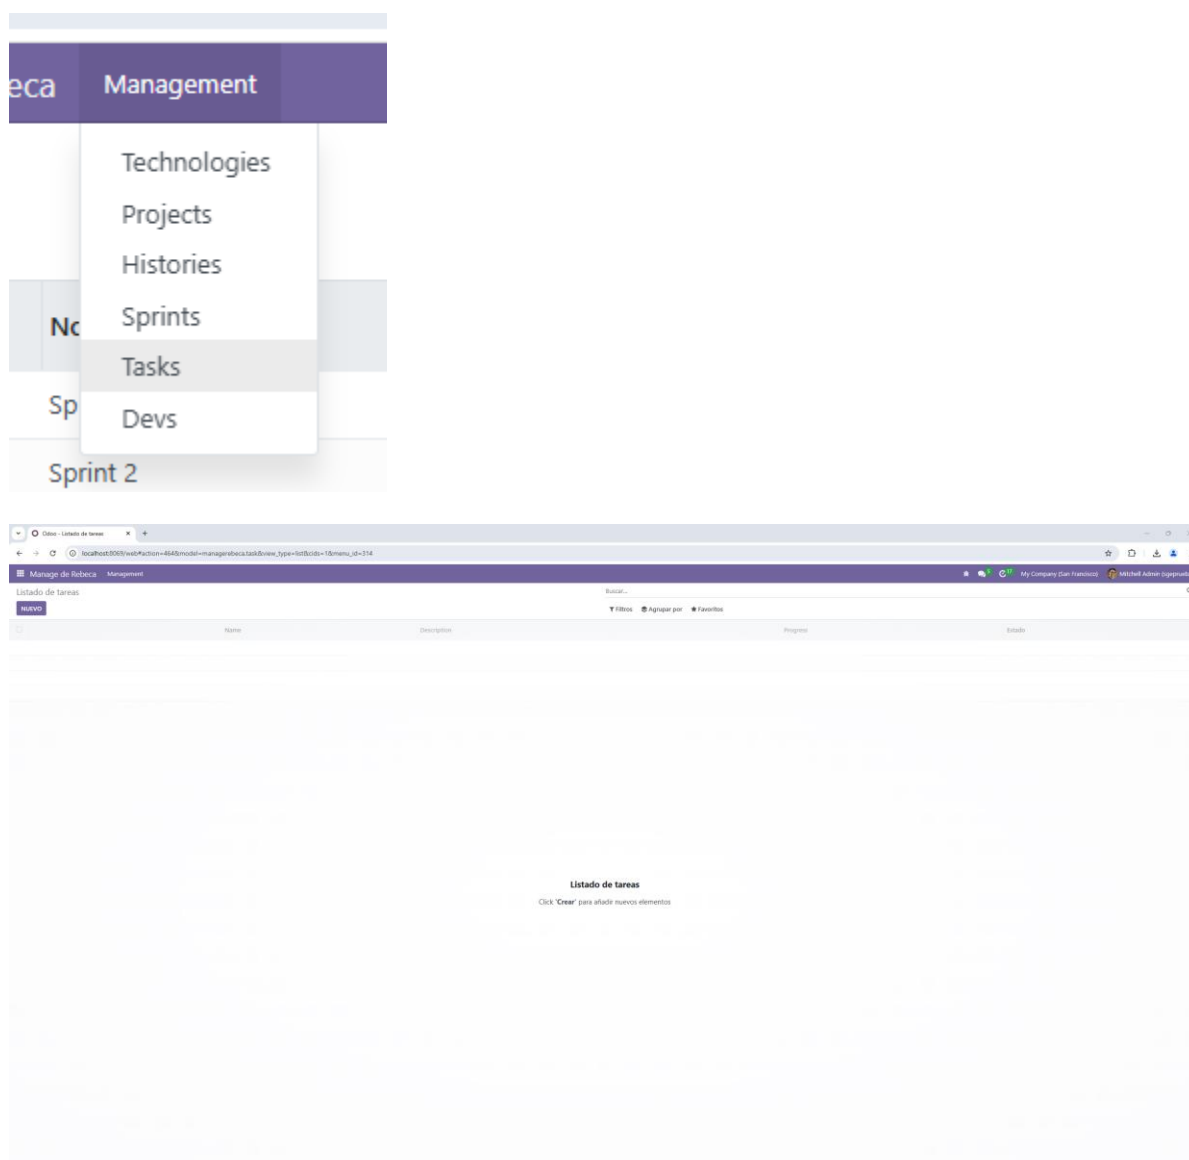 eca Management
Technologies
Projects
Histories
Sprints
No
Tasks
Sp
Devs
Sprint 2
Odoo - Listado de tareas
localhost:8069/web#action=464&model=managerebeca.task&view_type=list&cids=1&menu_id=314
Manage de Rebeca Management My Company (San Francisco) Mitchell Admin (sgeprueb
Listado de tareas Buscar...
NUEVO Filtros Agrupar por Favoritos
Name Description Progress Estado
Listado de tareas
Click 'Crear' para añadir nuevos elementos